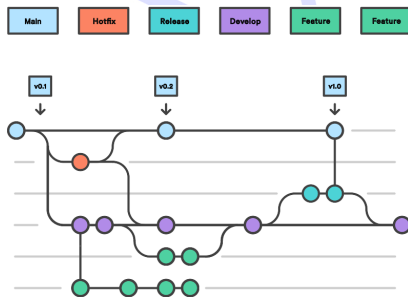 Main
Hotfix
Release
Develop
Feature
Feature
v0.1
v0.2
v1.0